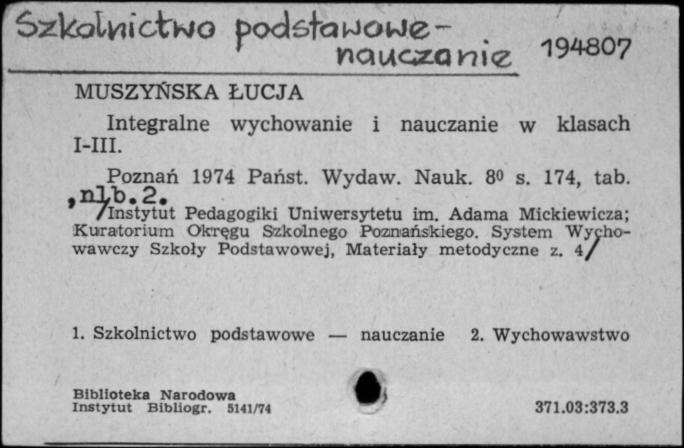 Szkolnictwo podstawowe-
nauczanie 194807
MUSZYŃSKA ŁUCJA
Integralne wychowanie i nauczanie w klasach
I-III.
Poznań 1974 Państ. Wydaw. Nauk. 8⁰ s. 174, tab.
,nlb.2.
/Instytut Pedagogiki Uniwersytetu im. Adama Mickiewicza;
Kuratorium Okręgu Szkolnego Poznańskiego. System Wycho-
wawczy Szkoły Podstawowej, Materiały metodyczne z. 4/
1. Szkolnictwo podstawowe — nauczanie 2. Wychowawstwo
Biblioteka Narodowa
Instytut Bibliogr. 5141/74 371.03:373.3